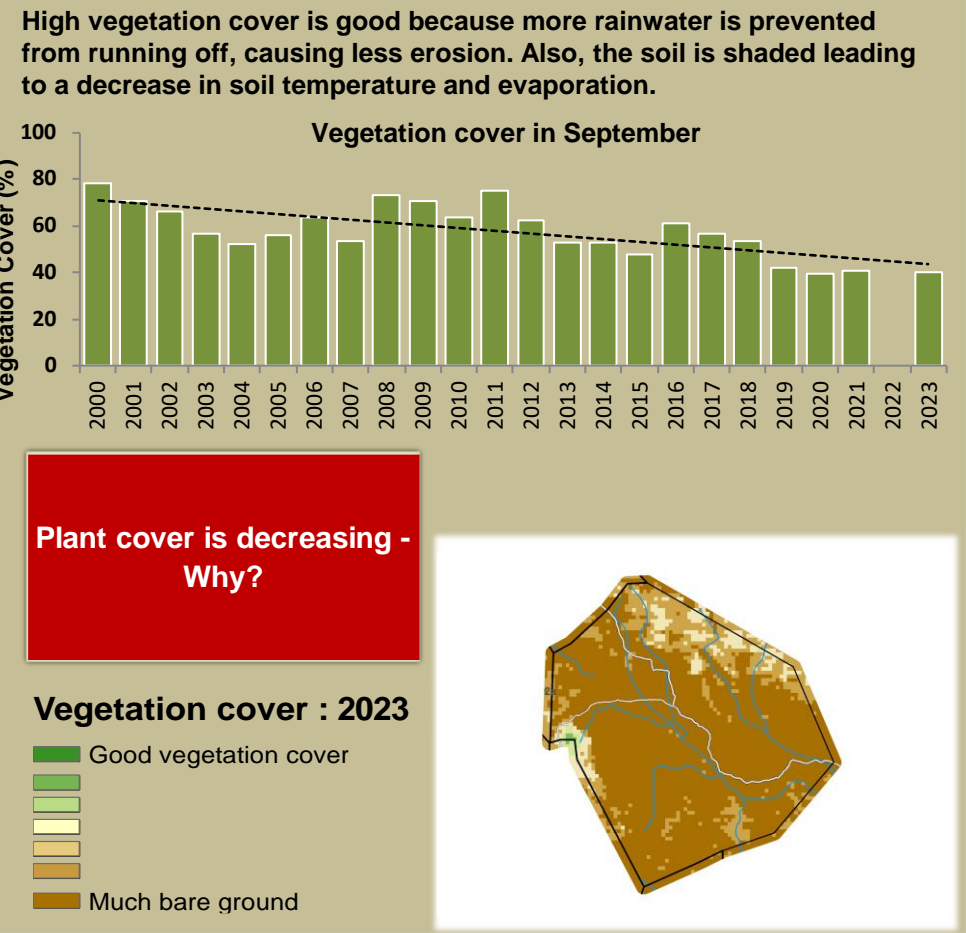 High vegetation cover is good because more rainwater is prevented
from running off, causing less erosion. Also, the soil is shaded leading
to a decrease in soil temperature and evaporation.
Vegetation cover in September
Vegetation Cover (%)
100
80
60
40
20
0
2000 2001 2002 2003 2004 2005 2006 2007 2008 2009 2010 2011 2012 2013 2014 2015 2016 2017 2018 2019 2020 2021 2022 2023
Plant cover is decreasing -
Why?
Vegetation cover : 2023
Good vegetation cover
Much bare ground